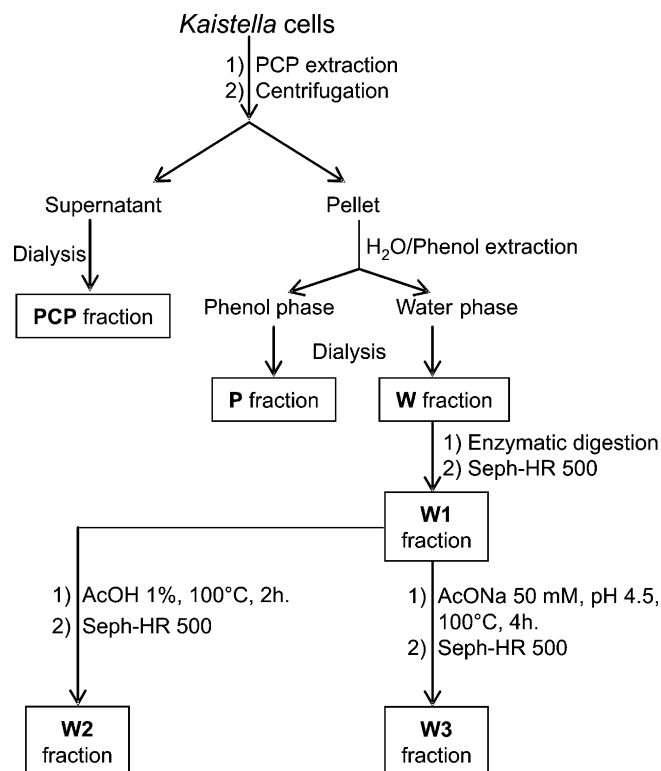 Kaistella cells
1) PCP extraction
2) Centrifugation
Supernatant
Pellet
Dialysis
H₂O/Phenol extraction
PCP fraction
Phenol phase
Water phase
Dialysis
P fraction
W fraction
1) Enzymatic digestion
2) Seph-HR 500
W1
fraction
1) AcOH 1%, 100°C, 2h.
2) Seph-HR 500
1) AcONa 50 mM, pH 4.5,
100°C, 4h.
2) Seph-HR 500
W2
fraction
W3
fraction